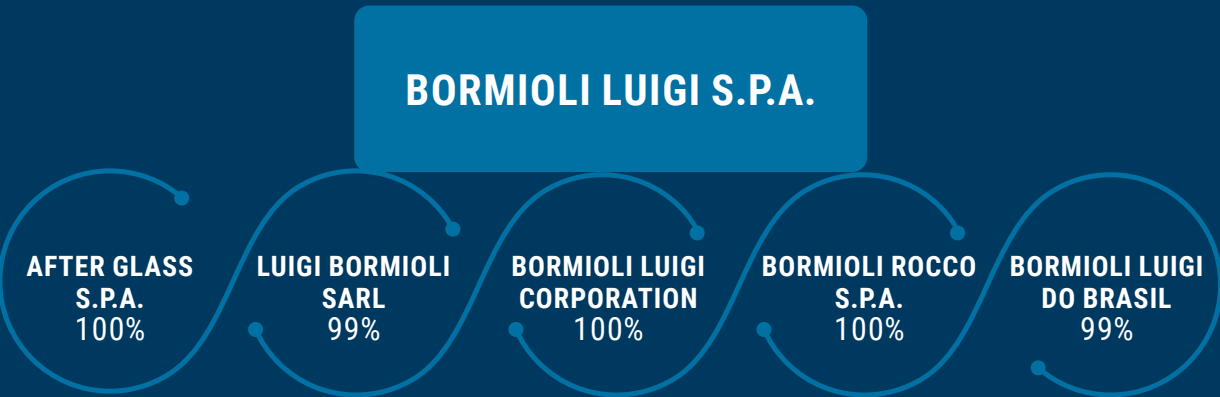 BORMIOLI LUIGI S.P.A.
AFTER GLASS
S.P.A.
100%
LUIGI BORMIOLI
SARL
99%
BORMIOLI LUIGI
CORPORATION
100%
BORMIOLI ROCCO
S.P.A.
100%
BORMIOLI LUIGI
DO BRASIL
99%